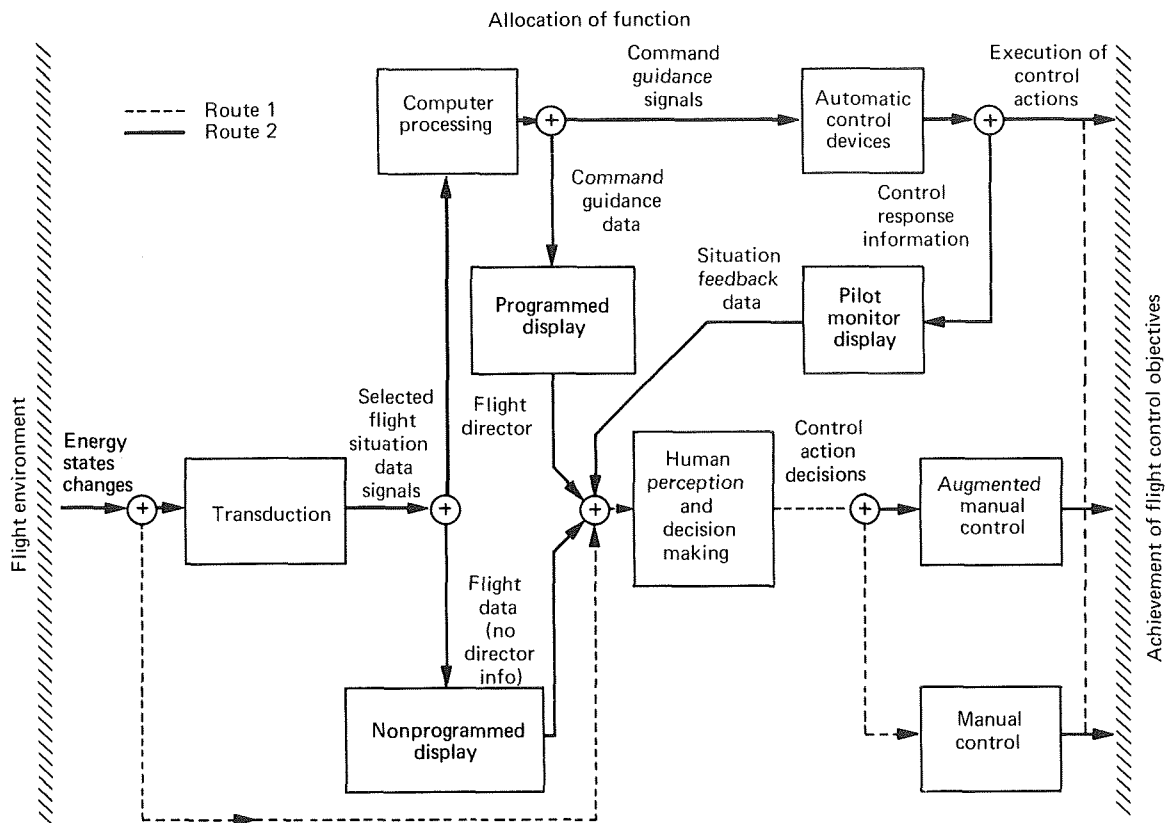 Allocation of function
Route 1
Route 2
Flight environment
Energy
states
changes
Transduction
Selected
flight
situation
data
signals
Computer
processing
Command
guidance
signals
Automatic
control
devices
Execution of
control
actions
Command
guidance
data
Control
response
information
Programmed
display
Situation
feedback
data
Pilot
monitor
display
Flight
director
Human
perception
and
decision
making
Control
action
decisions
Augmented
manual
control
Flight
data
(no
director
info)
Nonprogrammed
display
Manual
control
Achievement of flight control objectives
+
+
+
+
+
+